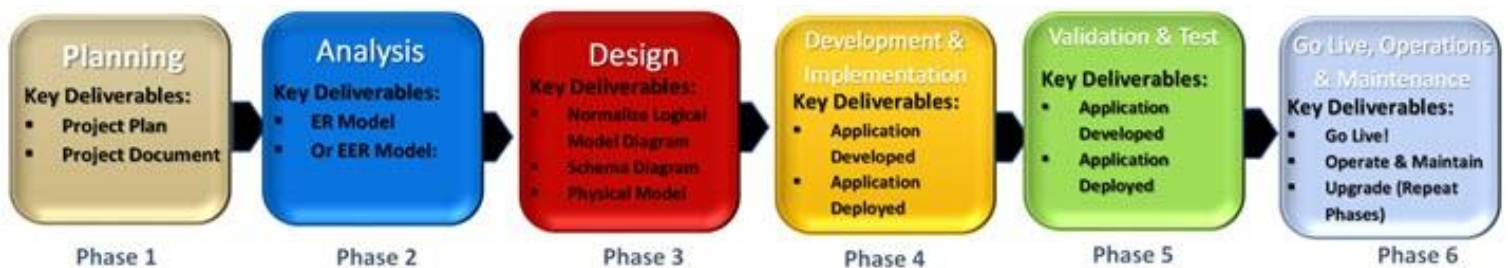 Planning
Key Deliverables:
▪ Project Plan
▪ Project Document
Phase 1
Analysis
Key Deliverables:
▪ ER Model
▪ Or EER Model:
Phase 2
Design
Key Deliverables:
▪ Normalize Logical
Model Diagram
▪ Schema Diagram
▪ Physical Model
Phase 3
Development &
Implementation
Key Deliverables:
▪ Application
Developed
▪ Application
Deployed
Phase 4
Validation & Test
Key Deliverables:
▪ Application
Developed
▪ Application
Deployed
Phase 5
Go Live, Operations
& Maintenance
Key Deliverables:
▪ Go Live!
▪ Operate & Maintain
▪ Upgrade (Repeat
Phases)
Phase 6